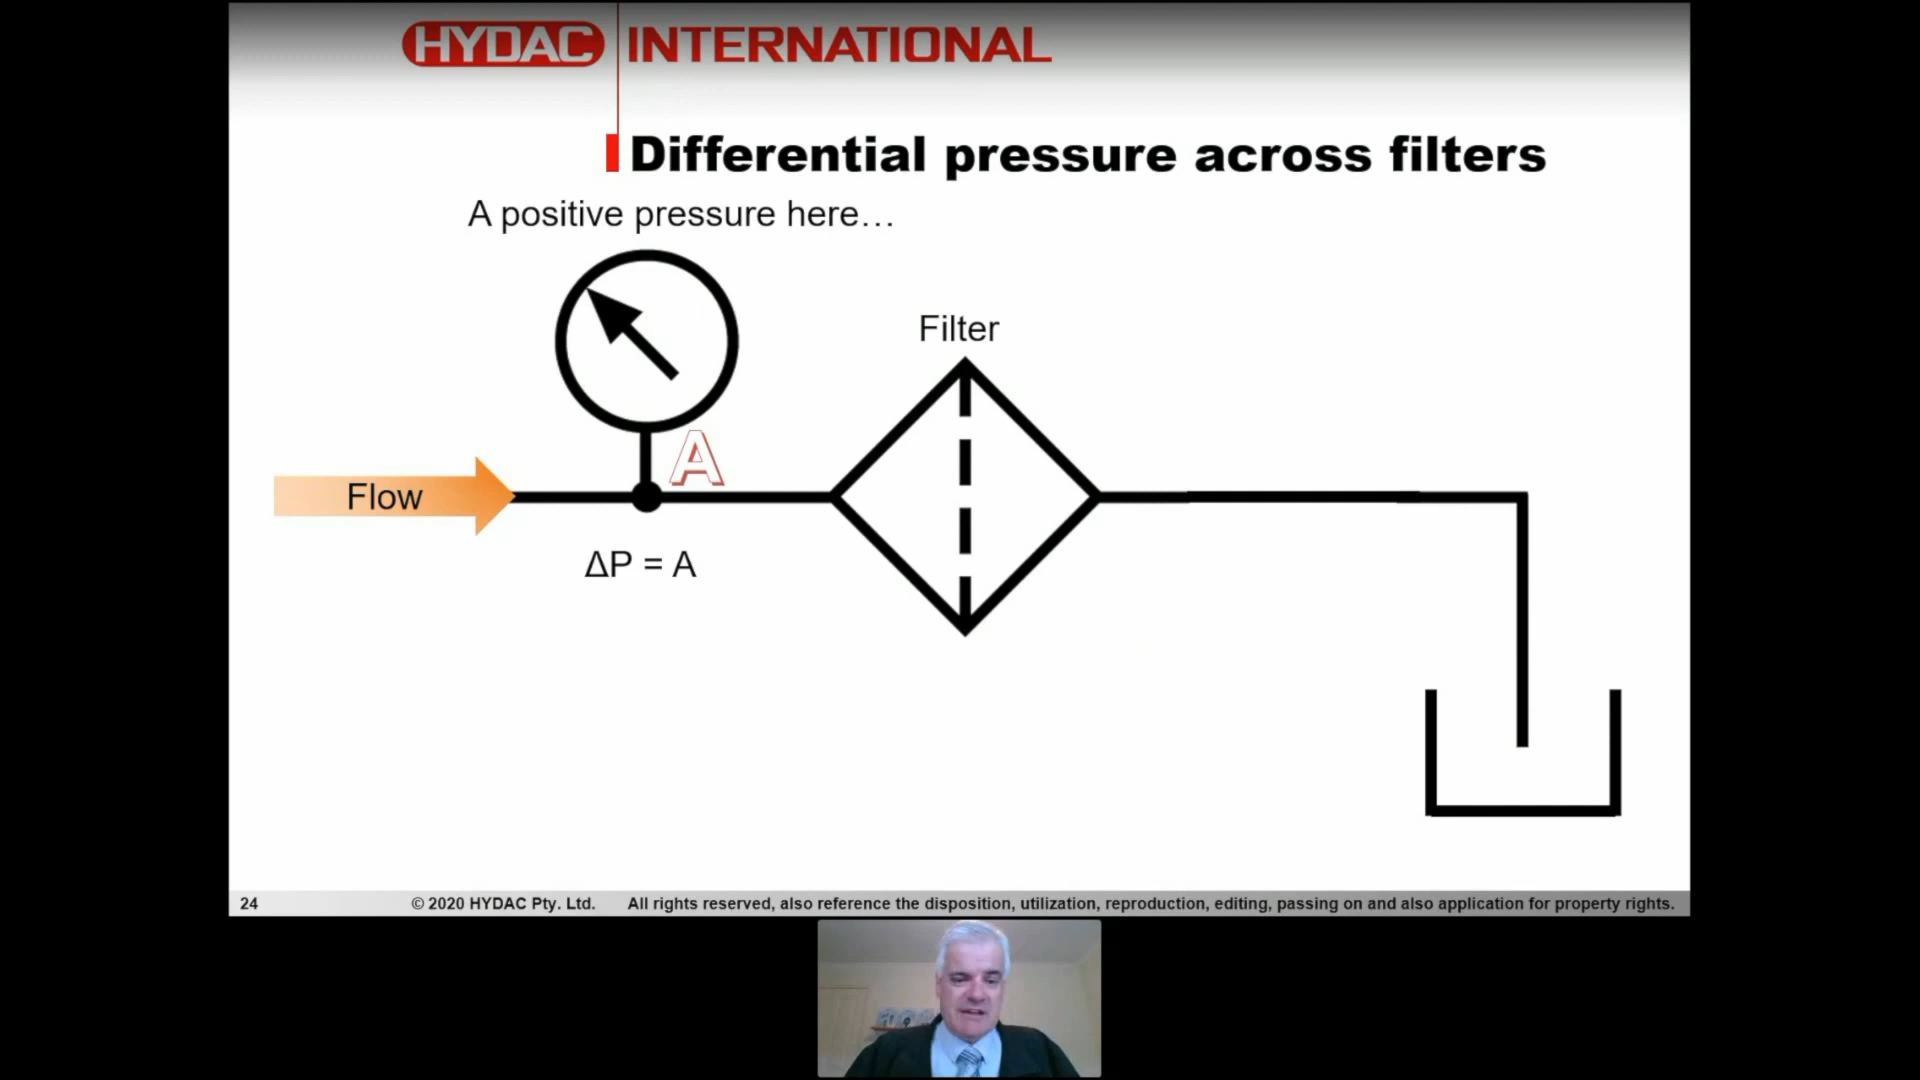 HYDAC INTERNATIONAL
Differential pressure across filters
A positive pressure here…
Filter
A
Flow
ΔP = A
24 © 2020 HYDAC Pty. Ltd. All rights reserved, also reference the disposition, utilization, reproduction, editing, passing on and also application for property rights.